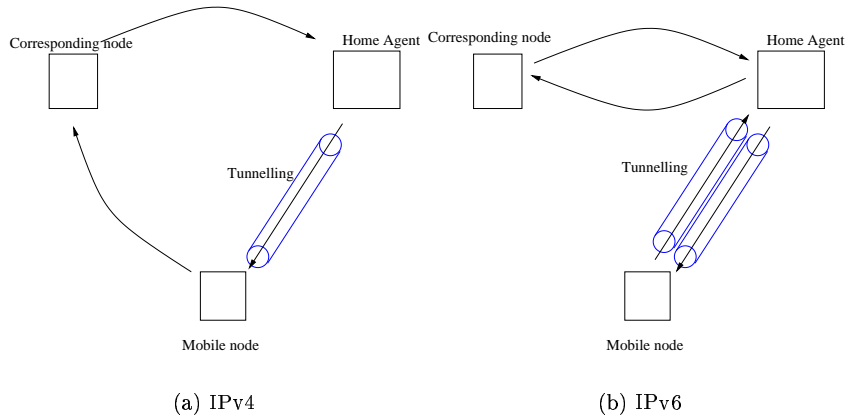 Corresponding node
Home Agent
Tunnelling
Mobile node
(a) IPv4
Corresponding node
Home Agent
Tunnelling
Mobile node
(b) IPv6